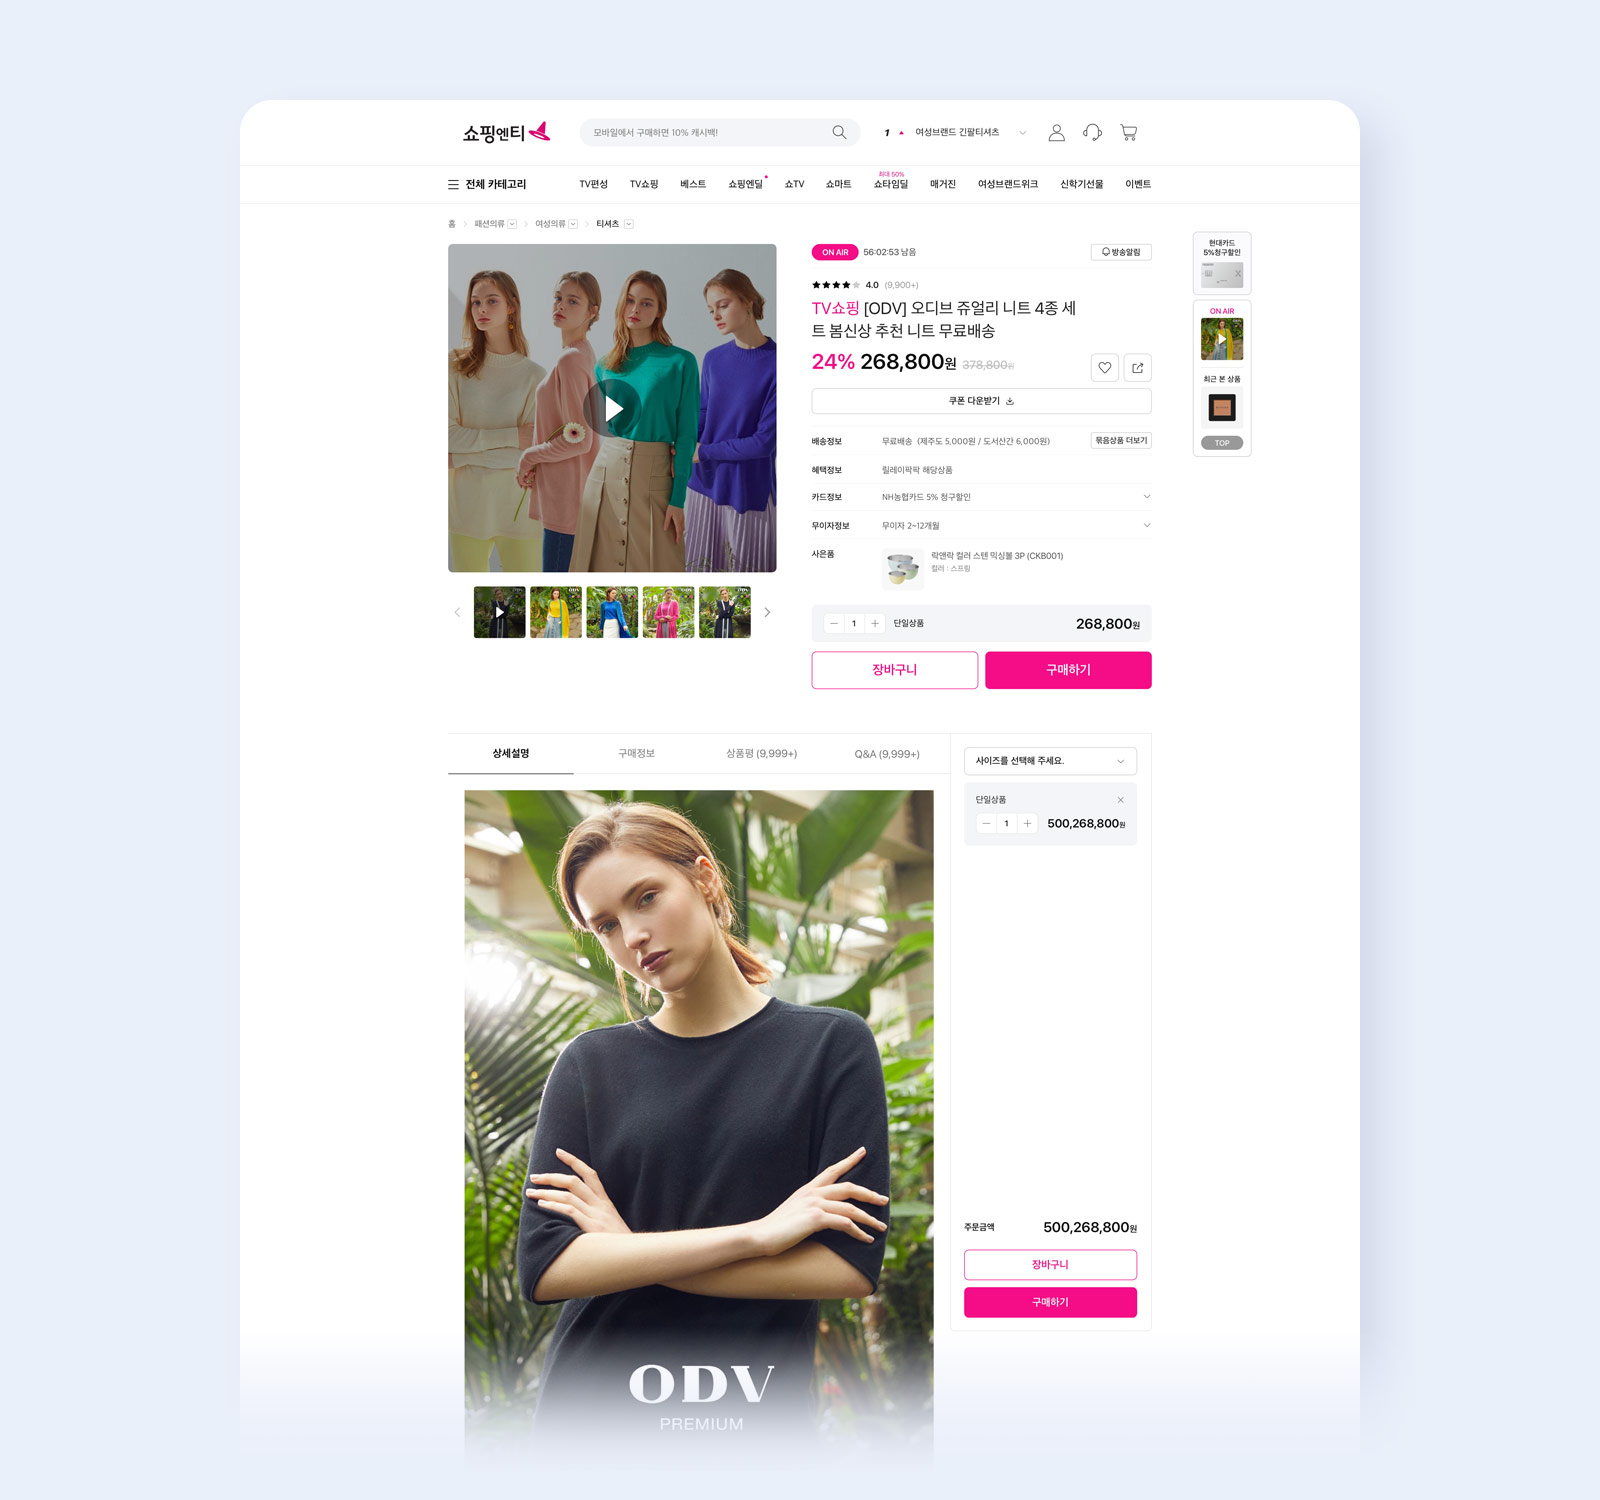 쇼핑엔티
모바일에서 구매하면 10% 캐시백!
1 여성브랜드 긴팔티셔츠
전체 카테고리
TV편성 TV쇼핑 베스트 쇼핑엔딜 쇼TV 쇼마트 쇼타임딜 매거진 여성브랜드위크 신학기선물 이벤트
최대 50%
홈 패션의류 여성의류 티셔츠
ON AIR 56:02:53 남음
방송알림
4.0 (9,900+)
TV쇼핑 [ODV] 오디브 쥬얼리 니트 4종 세
트 봄신상 추천 니트 무료배송
24% 268,800원 378,800원
쿠폰 다운받기
배송정보 무료배송 (제주도 5,000원 / 도서산간 6,000원) 묶음상품 더보기
혜택정보 릴레이팍팍 해당상품
카드정보 NH농협카드 5% 청구할인
무이자정보 무이자 2~12개월
사은품 락앤락 컬러 스텐 믹싱볼 3P (CKB001)
컬러 : 스프링
1 단일상품 268,800원
장바구니 구매하기
현대카드
5%청구할인
ON AIR
최근 본 상품
TOP
상세설명 구매정보 상품평 (9,999+) Q&A (9,999+)
사이즈를 선택해 주세요.
단일상품
1 500,268,800원
주문금액 500,268,800원
장바구니
구매하기
ODV
PREMIUM